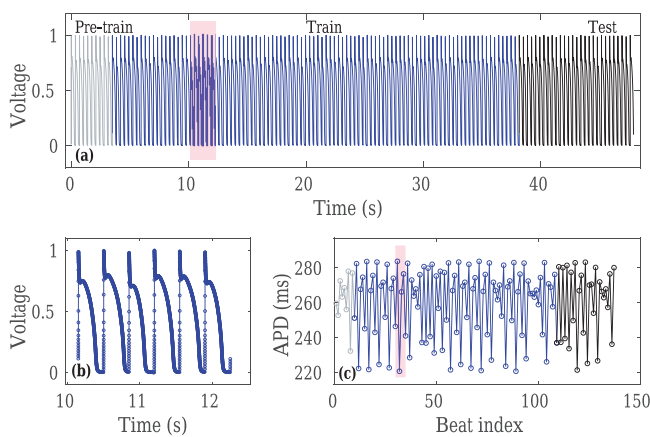 Pre-train Train Test
Voltage
1
0.5
0
(a)
0 10 20 30 40
Time (s)
Voltage
1
0.5
0
(b)
10 11 12
Time (s)
APD (ms)
280
260
240
220
(c)
0 50 100 150
Beat index